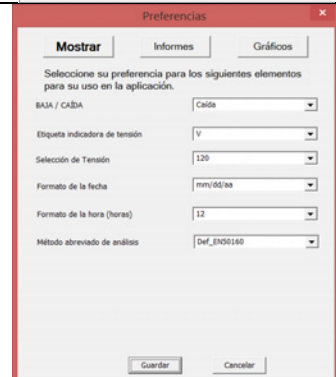 Preferencias
x
Mostrar Informes Gráficos
Seleccione su preferencia para los siguientes elementos
para su uso en la aplicación.
BAJA / CAÍDA Caída
Etiqueta indicadora de tensión V
Selección de Tensión 120
Formato de la fecha mm/dd/aa
Formato de la hora (horas) 12
Método abreviado de análisis Def_EN50160
Guardar Cancelar